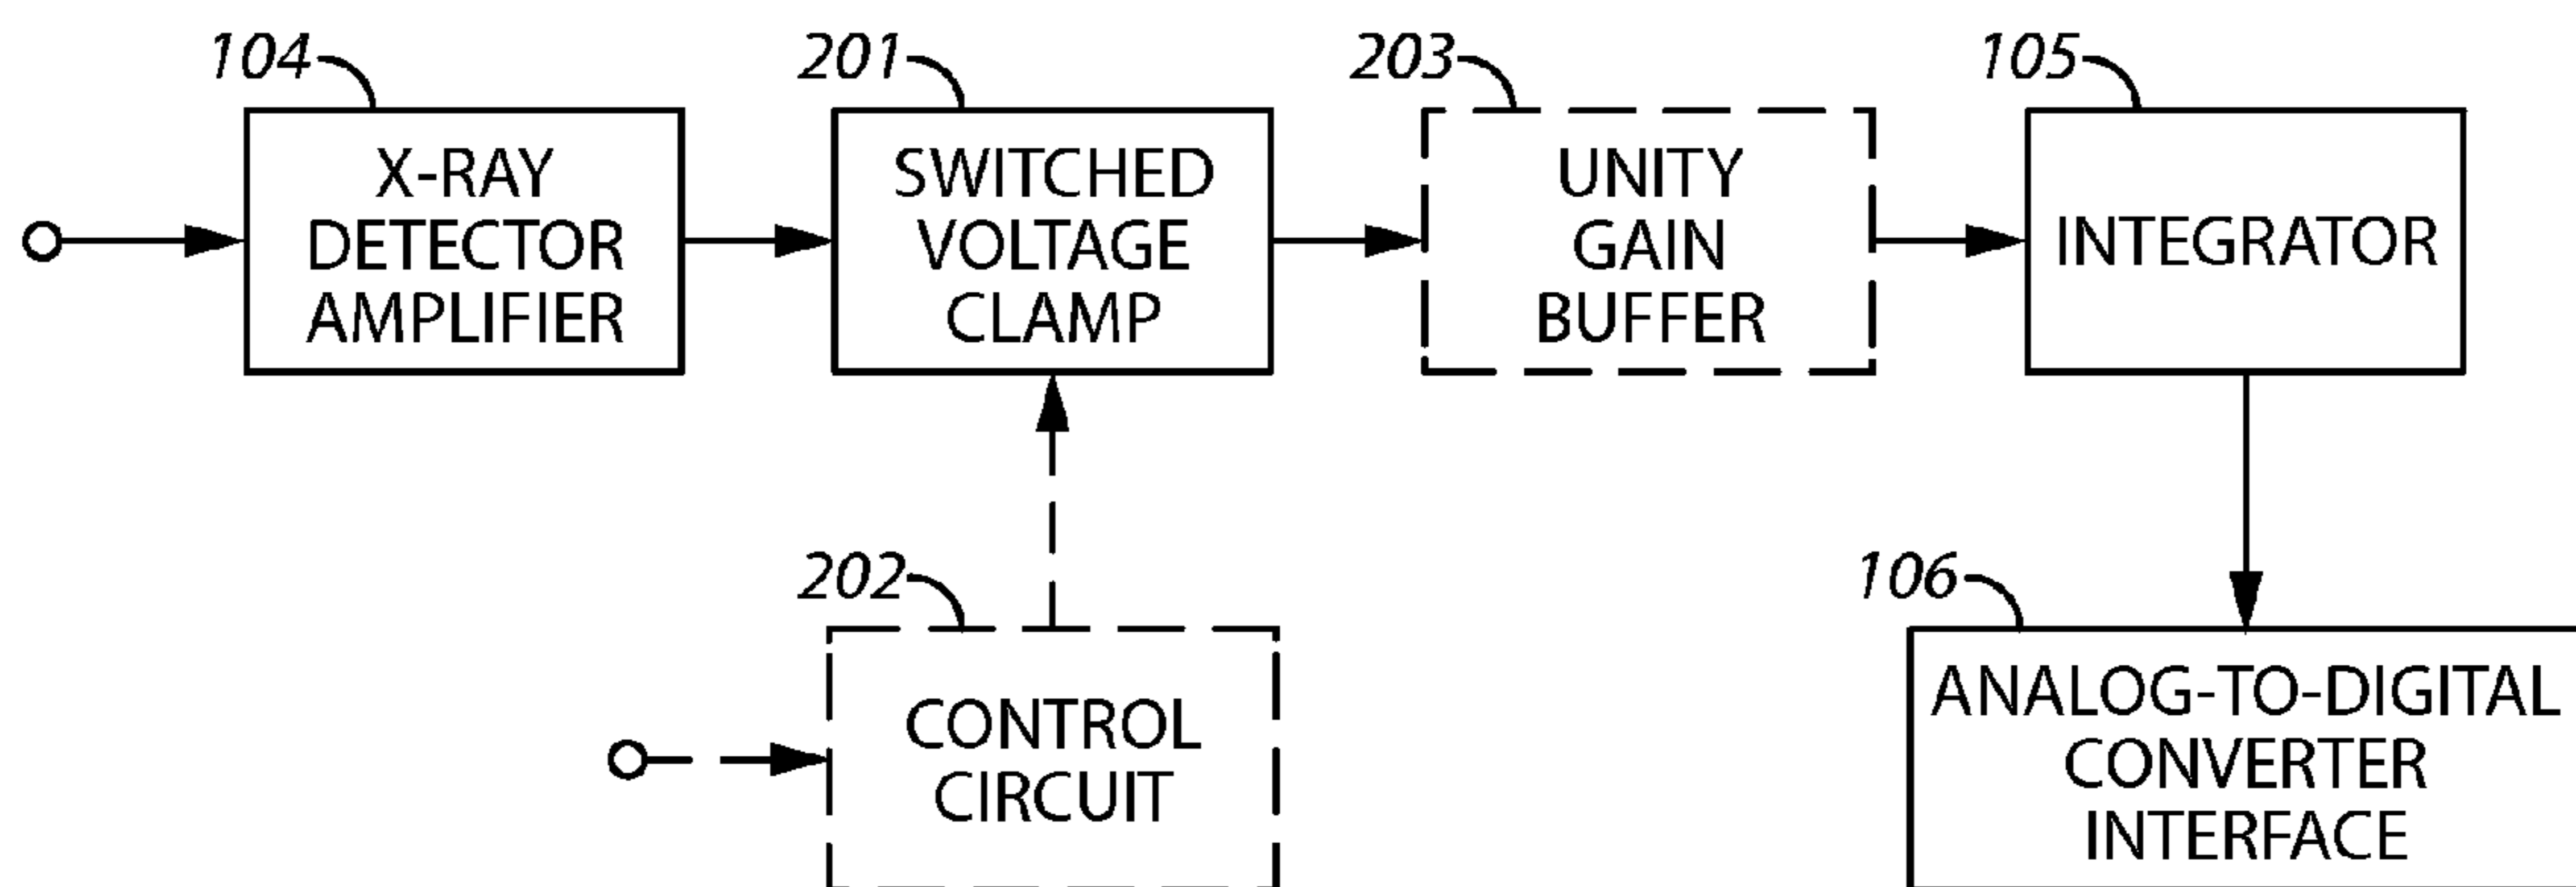 104
X-RAY
DETECTOR
AMPLIFIER
201
SWITCHED
VOLTAGE
CLAMP
203
UNITY
GAIN
BUFFER
105
INTEGRATOR
202
CONTROL
CIRCUIT
106
ANALOG-TO-DIGITAL
CONVERTER
INTERFACE